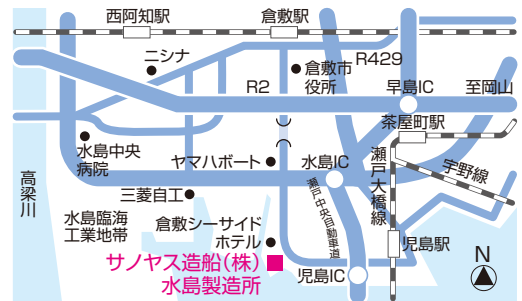 西阿知駅
倉敷駅
ニシナ
倉敷市
役所
R429
R2
早島IC
至岡山
茶屋町駅
水島中央
病院
ヤマハボート
水島IC
瀬戸大橋線
宇野線
高梁川
三菱自工
瀬戸中央自動車道
水島臨海
工業地帯
倉敷シーサイド
ホテル
児島駅
サノヤス造船(株)
水島製造所
児島IC
N